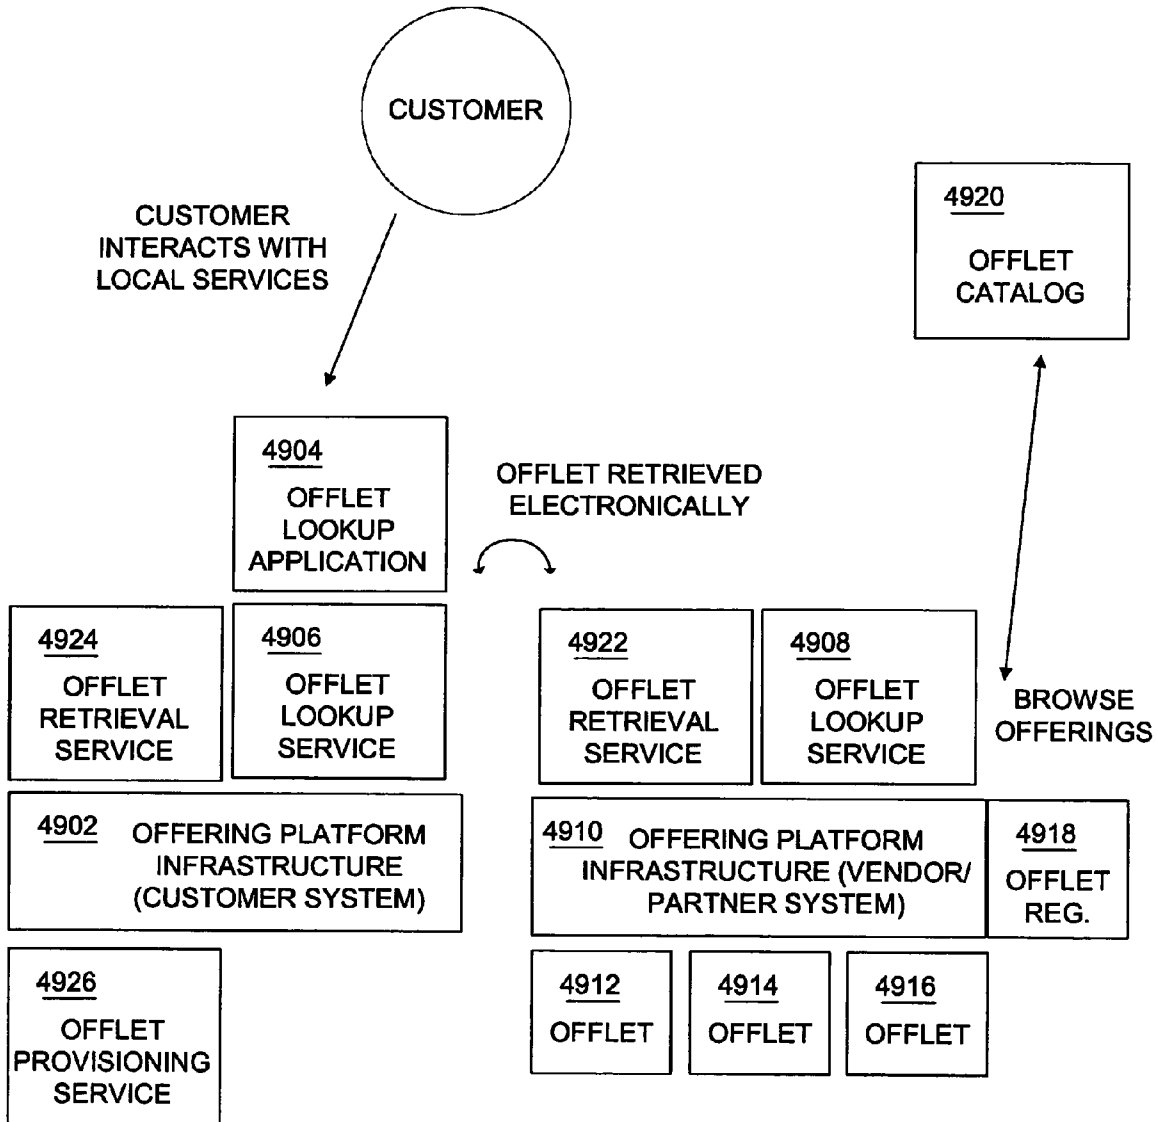 CUSTOMER
CUSTOMER
INTERACTS WITH
LOCAL SERVICES
4920
OFFLET
CATALOG
4904
OFFLET
LOOKUP
APPLICATION
OFFLET RETRIEVED
ELECTRONICALLY
4924
OFFLET
RETRIEVAL
SERVICE
4906
OFFLET
LOOKUP
SERVICE
4922
OFFLET
RETRIEVAL
SERVICE
4908
OFFLET
LOOKUP
SERVICE
BROWSE
OFFERINGS
4902
OFFERING PLATFORM
INFRASTRUCTURE
(CUSTOMER SYSTEM)
4910
OFFERING PLATFORM
INFRASTRUCTURE (VENDOR/
PARTNER SYSTEM)
4918
OFFLET
REG.
4926
OFFLET
PROVISIONING
SERVICE
4912
OFFLET
4914
OFFLET
4916
OFFLET